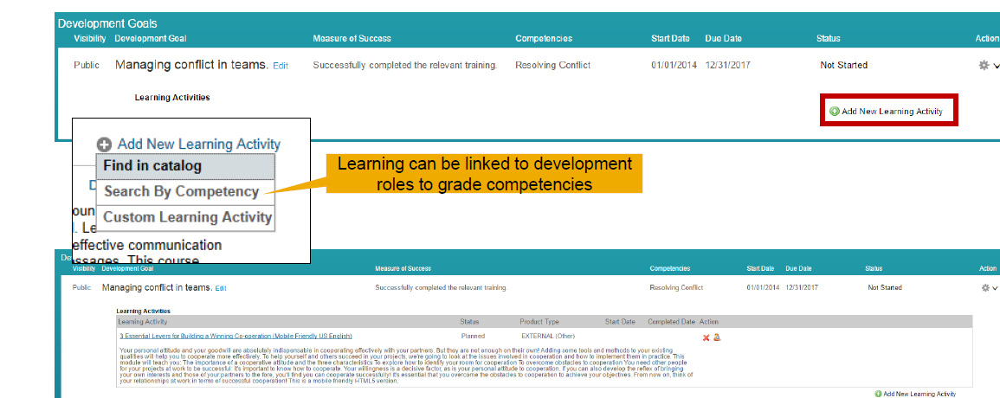 Development Goals
Visibility Development Goal Measure of Success Competencies Start Date Due Date Status Action
Public Managing conflict in teams. Edit Successfully completed the relevant training. Resolving Conflict 01/01/2014 12/31/2017 Not Started
Learning Activities
Add New Learning Activity
Add New Learning Activity
Find in catalog
Search By Competency
Custom Learning Activity
Learning can be linked to development
roles to grade competencies
D
oun
. Le
effective communication
essages. This course
De
Visibility Development Goal Measure of Success Competencies Start Date Due Date Status Action
Public Managing conflict in teams. Edit Successfully completed the relevant training. Resolving Conflict 01/01/2014 12/31/2017 Not Started
Learning Activities
Learning Activity Status Product Type Start Date Completed Date Action
3 Essential Levers for Building a Winning Co-operation (Mobile Friendly US English) Planned EXTERNAL (Other)
Your personal attitude and your goodwill are absolutely indispensable in cooperating effectively with your partners. But they are not enough on their own! Adding some tools and methods to your existing
qualities will help you to cooperate more effectively. To help yourself and others succeed in your projects, we're going to look at the issues involved in cooperation and how to implement them in practice. This
module will teach you: The importance of a cooperative attitude and the three characteristics To explore how to identify your room for cooperation To overcome obstacles to cooperation You need other people
for your projects at work to be successful. It's important to know how to cooperate. Your willingness is a decisive factor, as is your personal attitude to cooperation. If you can also develop the reflex of bringing
your own interests and those of your partners to the fore, you'll find you can cooperate successfully! It's essential that you overcome the obstacles to cooperation to achieve your objectives. From now on, think of
your relationships at work in terms of successful cooperation! This is a mobile friendly HTML5 version.
Add New Learning Activity